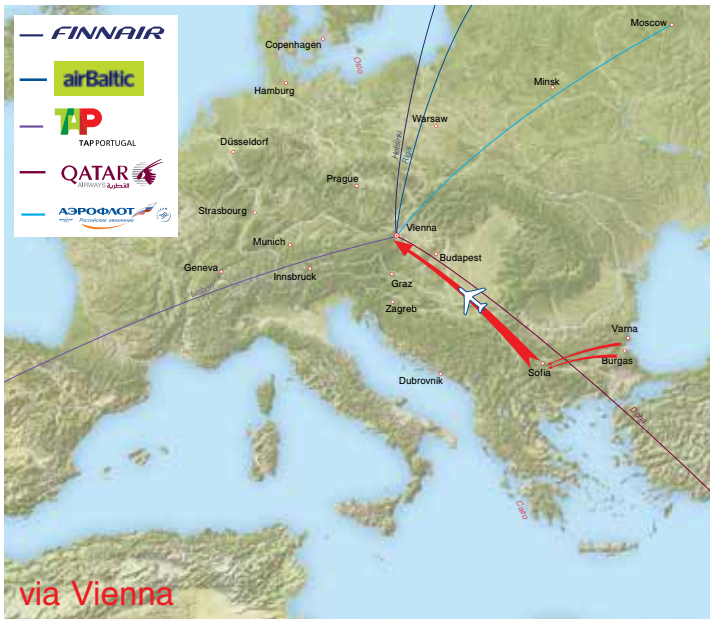 FINNAIR
airBaltic
TAP
TAP PORTUGAL
QATAR
AIRWAYS القطرية
АЭРОФЛОТ
Российские авиалинии
Moscow
Copenhagen
Oslo
Minsk
Hamburg
Warsaw
Düsseldorf
Helsinki
Riga
Prague
Strasbourg
Vienna
Munich
Budapest
Geneva
Innsbruck
Graz
Lisbon
Zagreb
Varna
Burgas
Sofia
Dubrovnik
Doha
Cairo
via Vienna